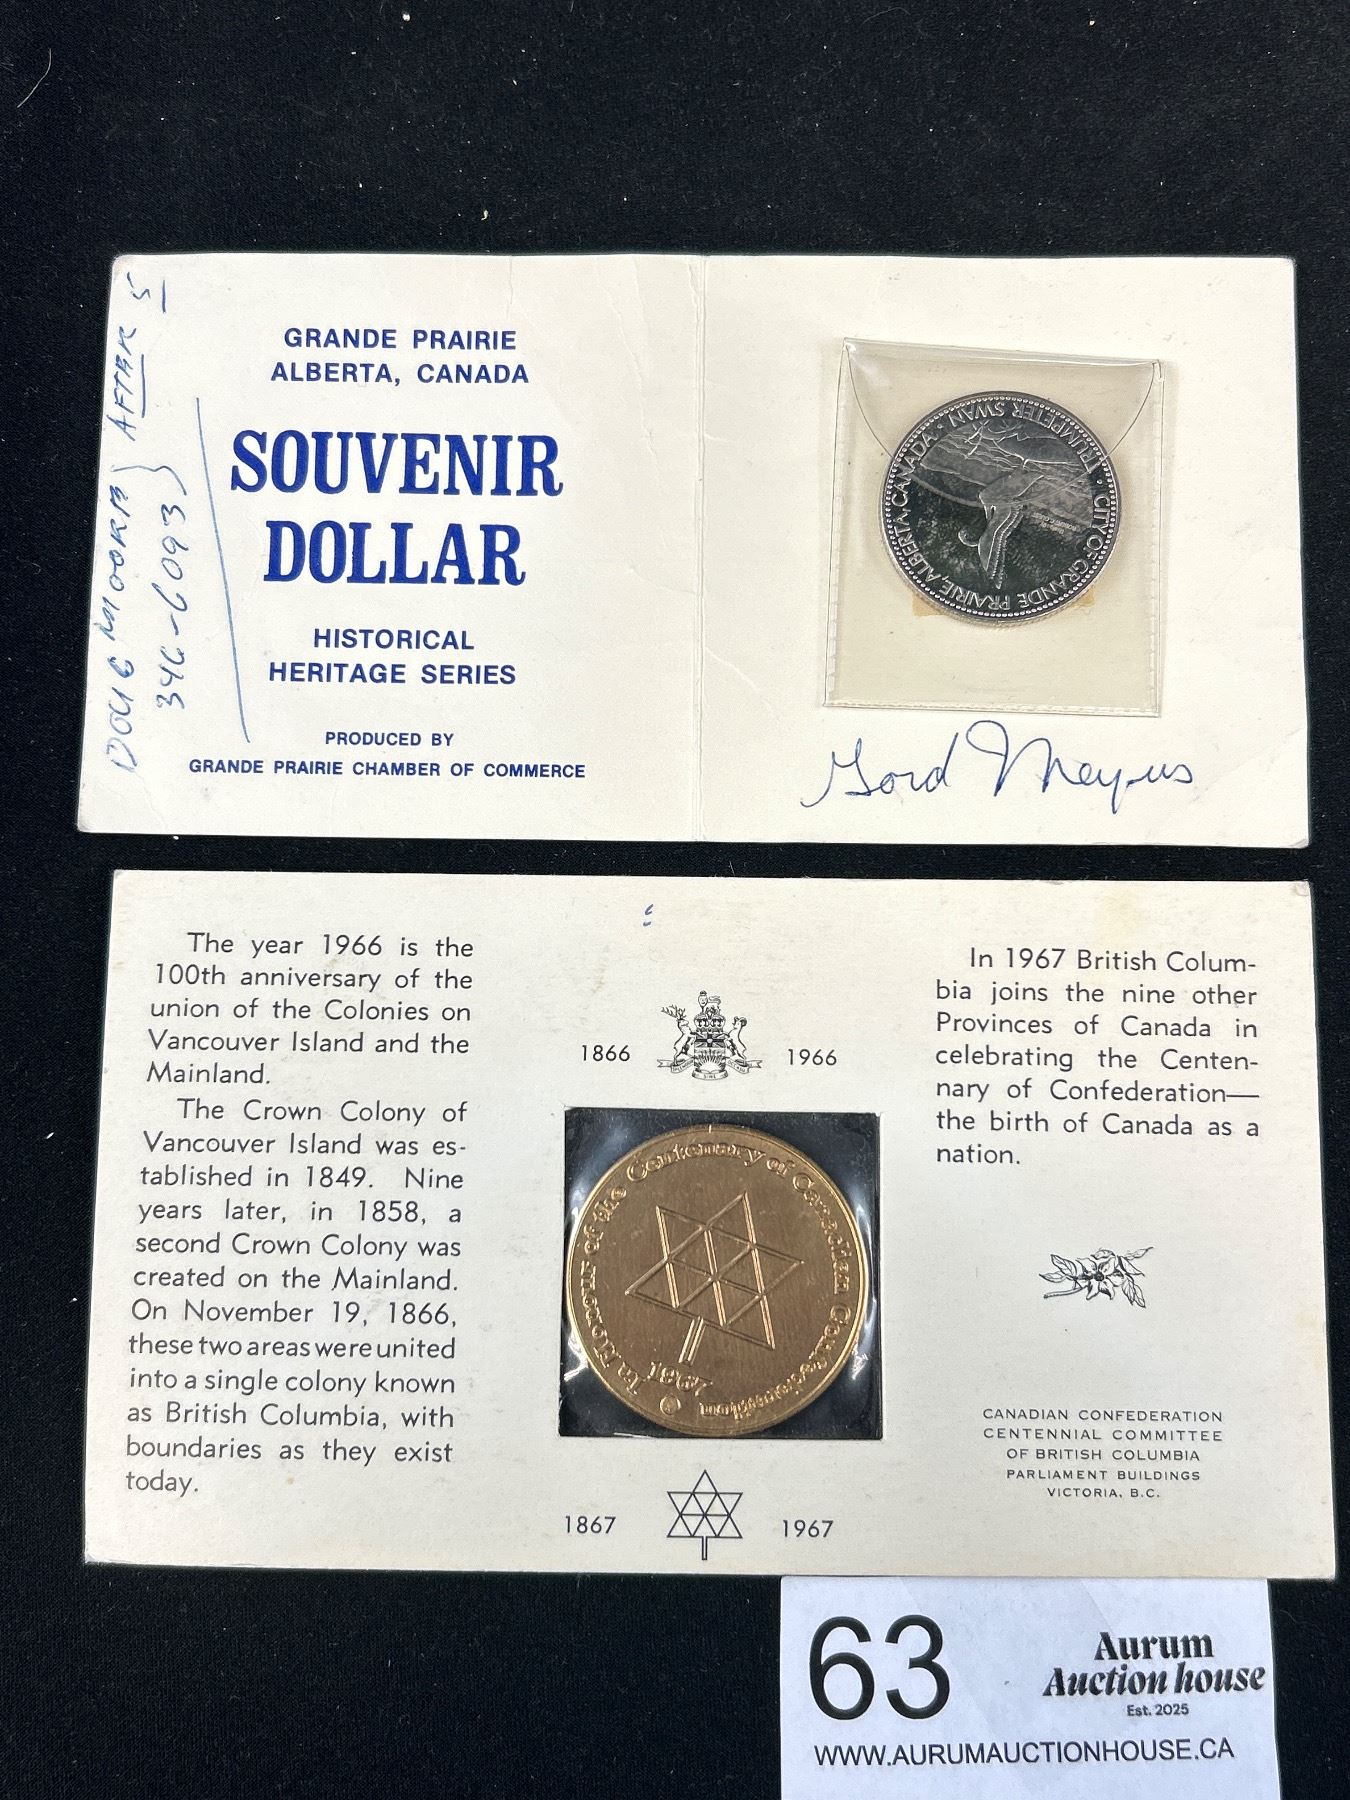 DOUG MOORE } AFTER 5
346-6093 }
GRANDE PRAIRIE
ALBERTA, CANADA
SOUVENIR
DOLLAR
HISTORICAL
HERITAGE SERIES
PRODUCED BY
GRANDE PRAIRIE CHAMBER OF COMMERCE
TRUMPETER SWAN
• CITY OF GRANDE PRAIRIE, ALBERTA, CANADA •
Gord
The year 1966 is the
100th anniversary of the
union of the Colonies on
Vancouver Island and the
Mainland.
The Crown Colony of
Vancouver Island was es-
tablished in 1849. Nine
years later, in 1858, a
second Crown Colony was
created on the Mainland.
On November 19, 1866,
these two areas were united
into a single colony known
as British Columbia, with
boundaries as they exist
today.
1866 1966
In Honour of the Centenary of Canadian Confederation
1867 1967
In 1967 British Colum-
bia joins the nine other
Provinces of Canada in
celebrating the Centen-
nary of Confederation—
the birth of Canada as a
nation.
CANADIAN CONFEDERATION
CENTENNIAL COMMITTEE
OF BRITISH COLUMBIA
PARLIAMENT BUILDINGS
VICTORIA, B.C.
63
Aurum
Auction house
Est. 2025
WWW.AURUMAUCTIONHOUSE.CA